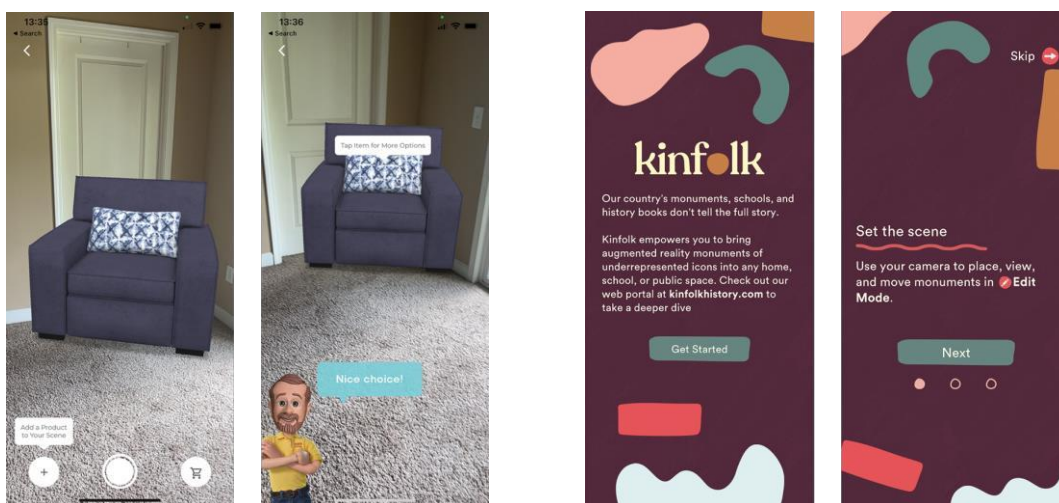 13:35
◂ Search
Add a Product
to Your Scene
+
13:36
◂ Search
Tap Item for More Options
Nice choice!
kinfolk
Our country's monuments, schools, and
history books don't tell the full story.
Kinfolk empowers you to bring
augmented reality monuments of
underrepresented icons into any home,
school, or public space. Check out our
web portal at kinfolkhistory.com to
take a deeper dive
Get Started
Skip
Set the scene
Use your camera to place, view,
and move monuments in Edit
Mode.
Next